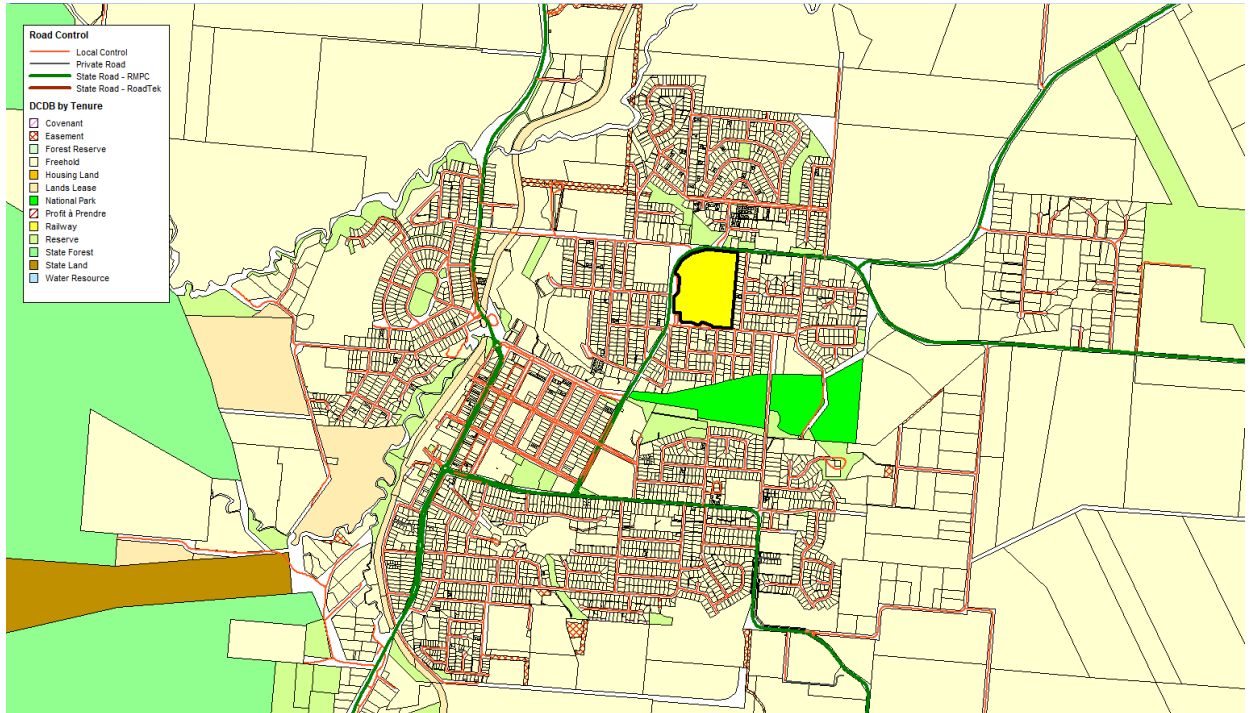 Road Control
Local Control
Private Road
State Road - RMPC
State Road - RoadTek
DCDB by Tenure
Covenant
Easement
Forest Reserve
Freehold
Housing Land
Lands Lease
National Park
Profit à Prendre
Railway
Reserve
State Forest
State Land
Water Resource